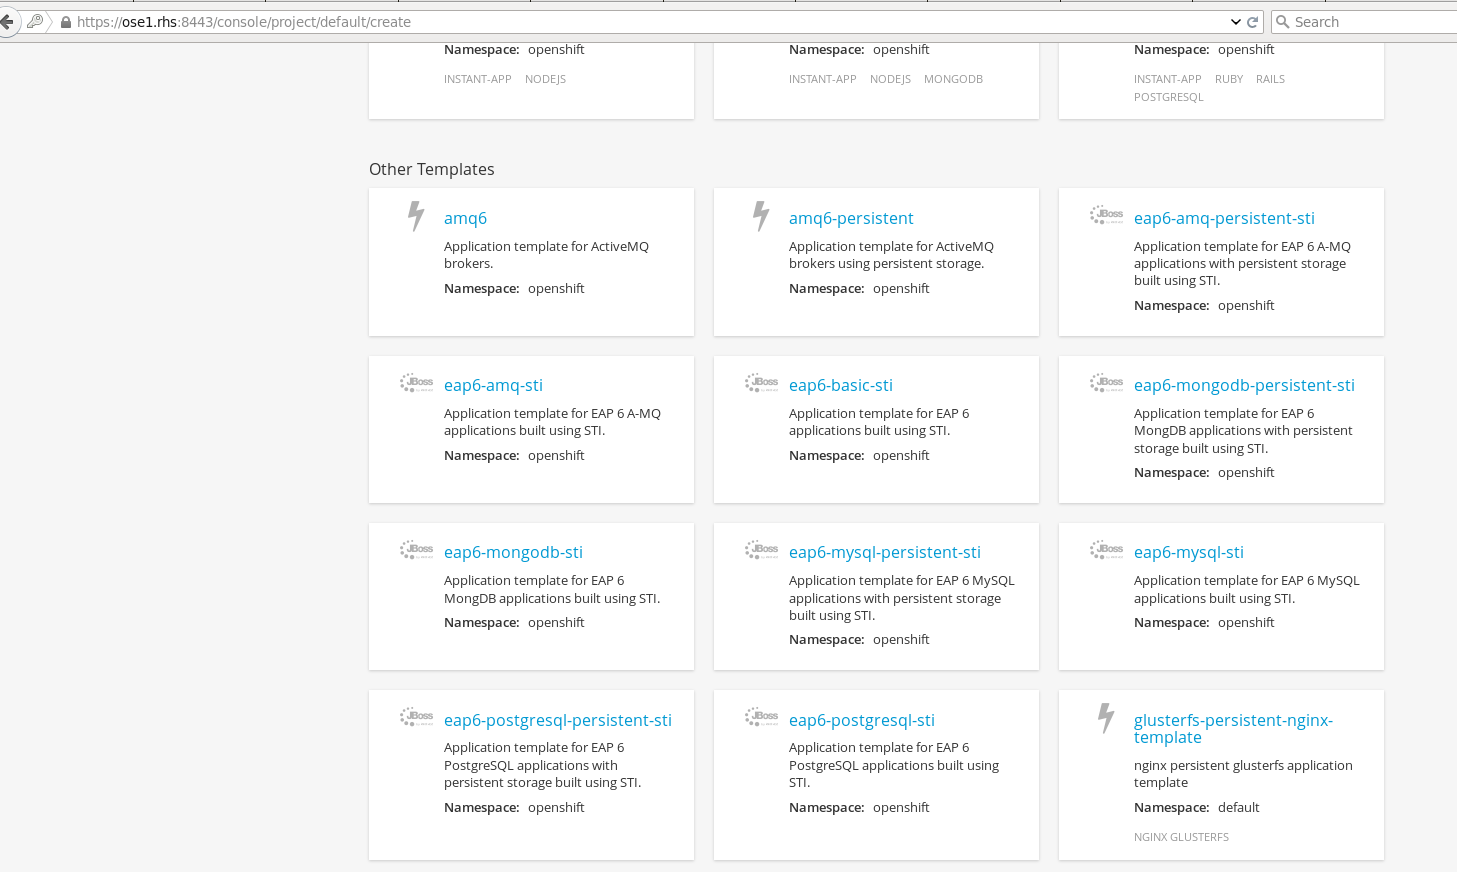 https://ose1.rhs:8443/console/project/default/create
Search
Namespace: openshift
INSTANT-APP NODEJS
Namespace: openshift
INSTANT-APP NODEJS MONGODB
Namespace: openshift
INSTANT-APP RUBY RAILS
POSTGRESQL
Other Templates
amq6
Application template for ActiveMQ
brokers.
Namespace: openshift
amq6-persistent
Application template for ActiveMQ
brokers using persistent storage.
Namespace: openshift
JBoss
eap6-amq-persistent-sti
Application template for EAP 6 A-MQ
applications with persistent storage
built using STI.
Namespace: openshift
JBoss
eap6-amq-sti
Application template for EAP 6 A-MQ
applications built using STI.
Namespace: openshift
JBoss
eap6-basic-sti
Application template for EAP 6
applications built using STI.
Namespace: openshift
JBoss
eap6-mongodb-persistent-sti
Application template for EAP 6
MongDB applications with persistent
storage built using STI.
Namespace: openshift
JBoss
eap6-mongodb-sti
Application template for EAP 6
MongDB applications built using STI.
Namespace: openshift
JBoss
eap6-mysql-persistent-sti
Application template for EAP 6 MySQL
applications with persistent storage
built using STI.
Namespace: openshift
JBoss
eap6-mysql-sti
Application template for EAP 6 MySQL
applications built using STI.
Namespace: openshift
JBoss
eap6-postgresql-persistent-sti
Application template for EAP 6
PostgreSQL applications with
persistent storage built using STI.
Namespace: openshift
JBoss
eap6-postgresql-sti
Application template for EAP 6
PostgreSQL applications built using
STI.
Namespace: openshift
glusterfs-persistent-nginx-
template
nginx persistent glusterfs application
template
Namespace: default
NGINX GLUSTERFS